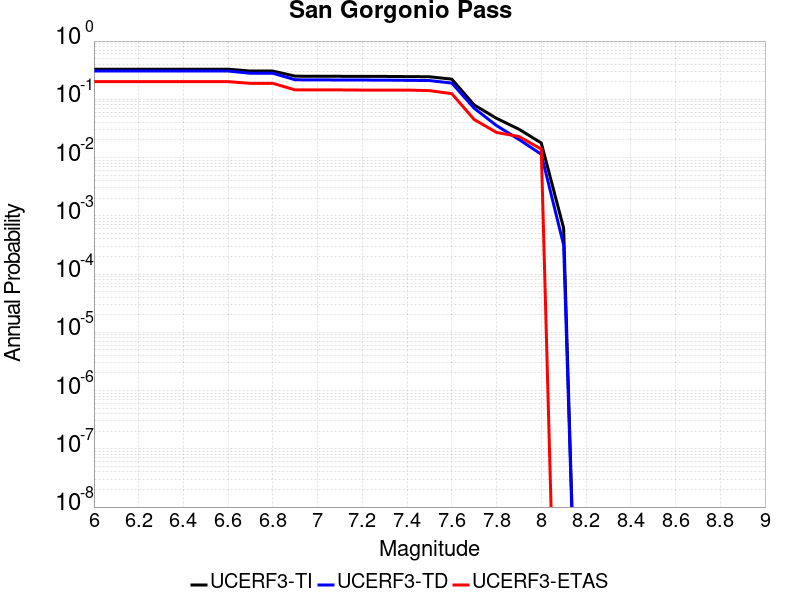 San Gorgonio Pass
10^0
10^-1
10^-2
10^-3
10^-4
10^-5
10^-6
10^-7
10^-8
Annual Probability
6 6.2 6.4 6.6 6.8 7 7.2 7.4 7.6 7.8 8 8.2 8.4 8.6 8.8 9
Magnitude
UCERF3-TI UCERF3-TD UCERF3-ETAS